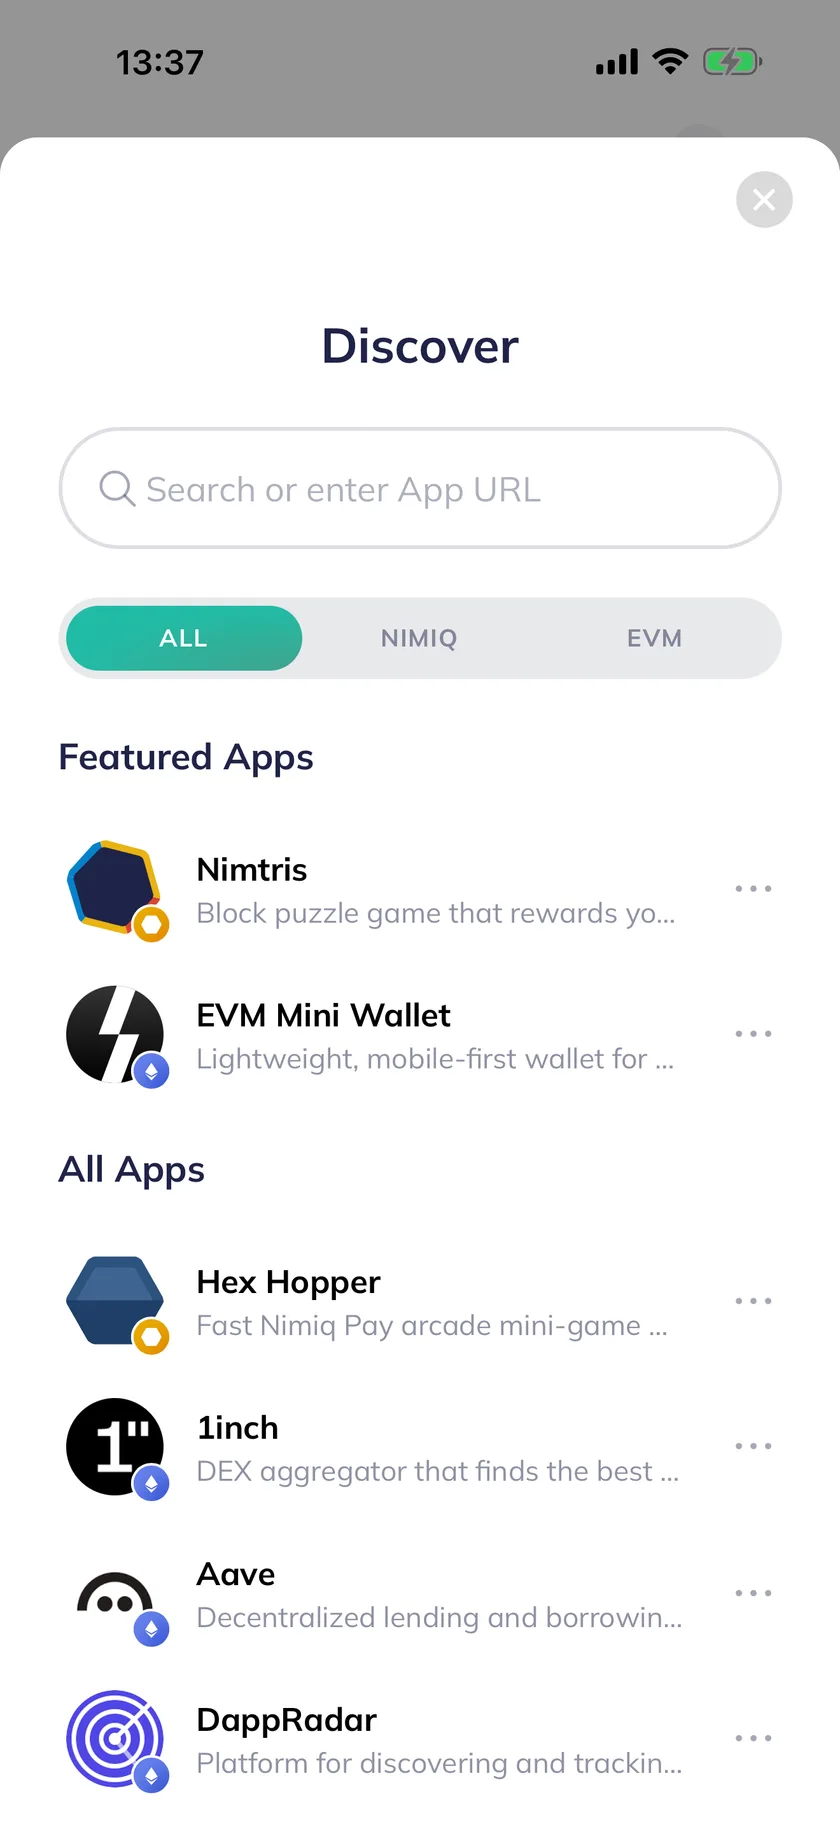 13:37
Discover
Search or enter App URL
ALL
NIMIQ
EVM
Featured Apps
Nimtris
Block puzzle game that rewards yo...
EVM Mini Wallet
Lightweight, mobile-first wallet for ...
All Apps
Hex Hopper
Fast Nimiq Pay arcade mini-game ...
1"
1inch
DEX aggregator that finds the best ...
Aave
Decentralized lending and borrowin...
DappRadar
Platform for discovering and trackin...